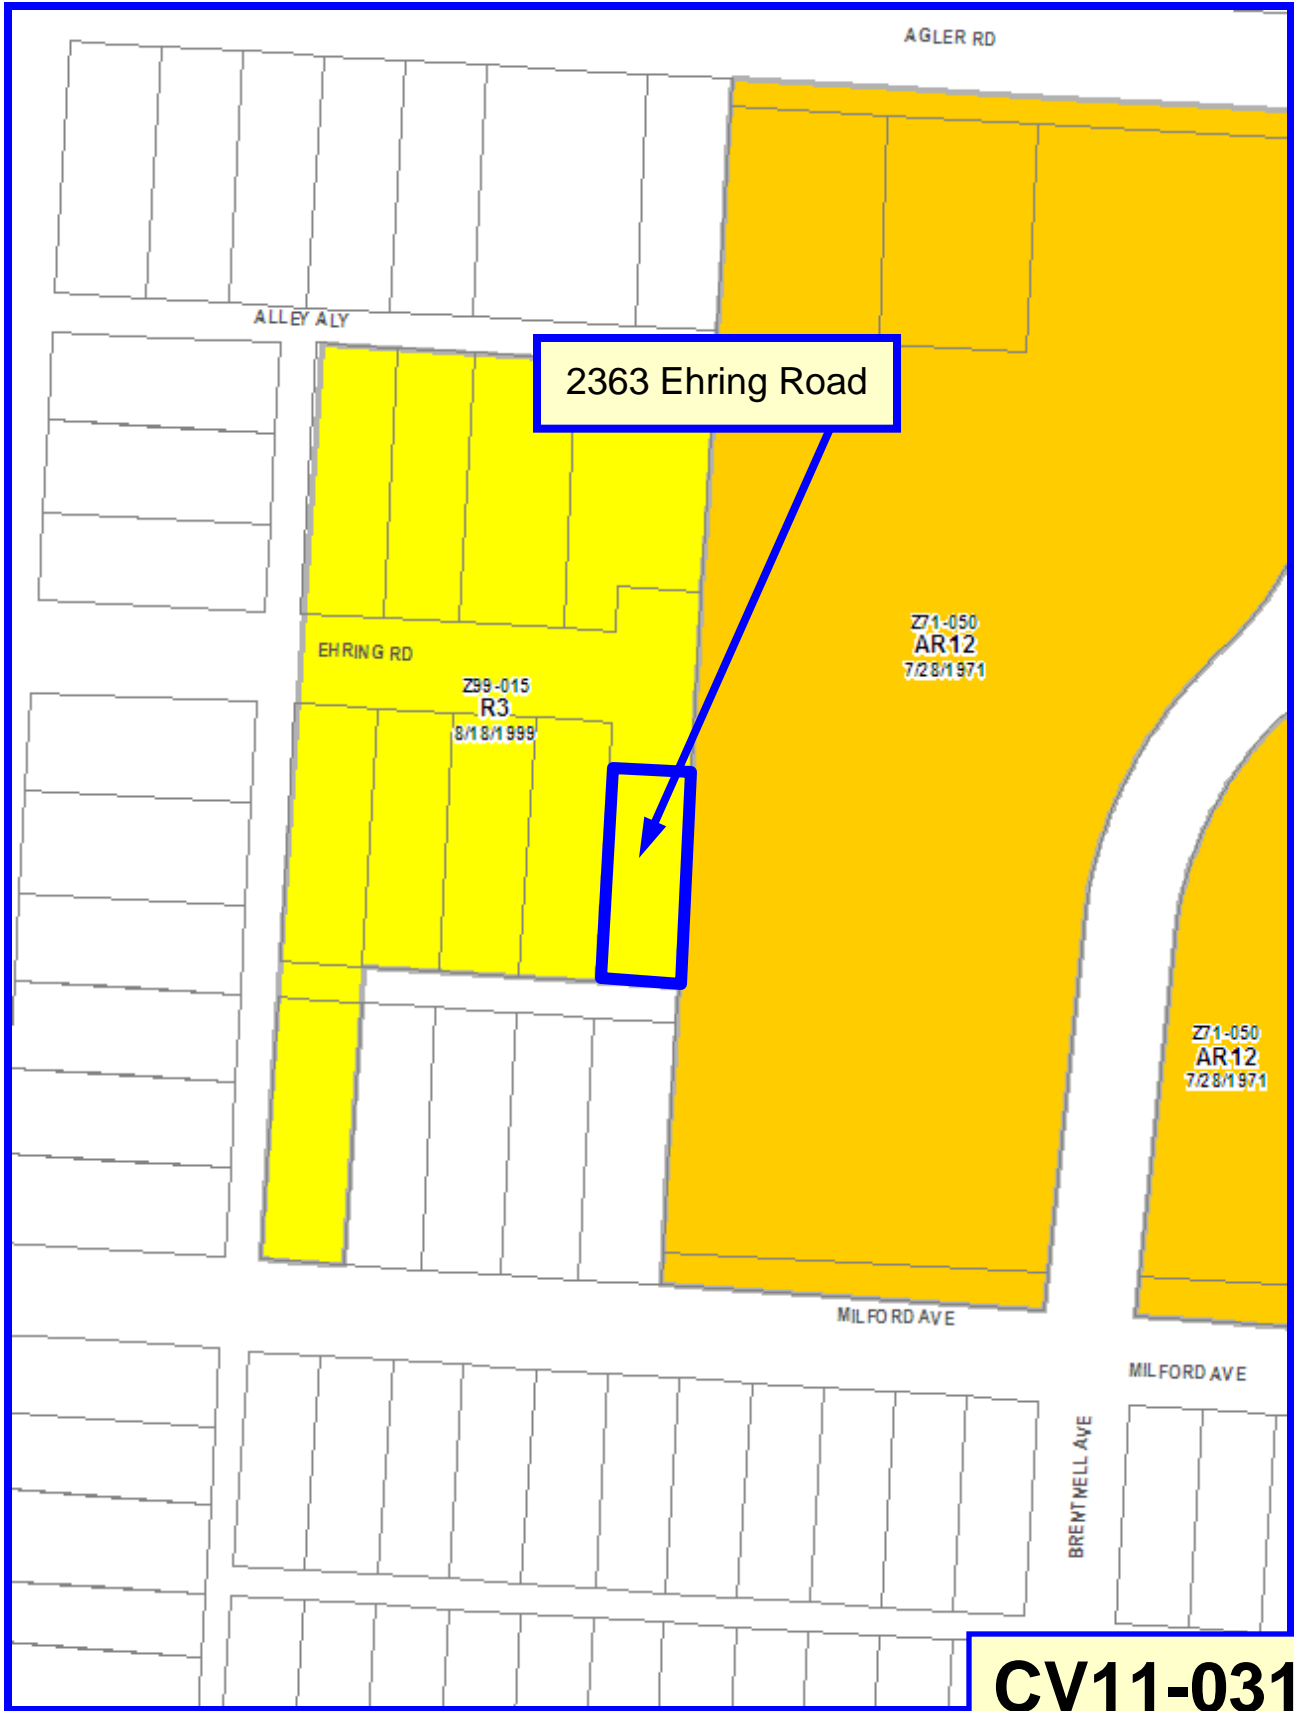 AGLER RD
ALLEY ALY
2363 Ehring Road
Z71-050
AR12
7/28/1971
EHRING RD
Z99-015
R3
8/18/1999
Z71-050
AR12
7/28/1971
MILFORD AVE
MILFORD AVE
BRENTNELL AVE
CV11-031